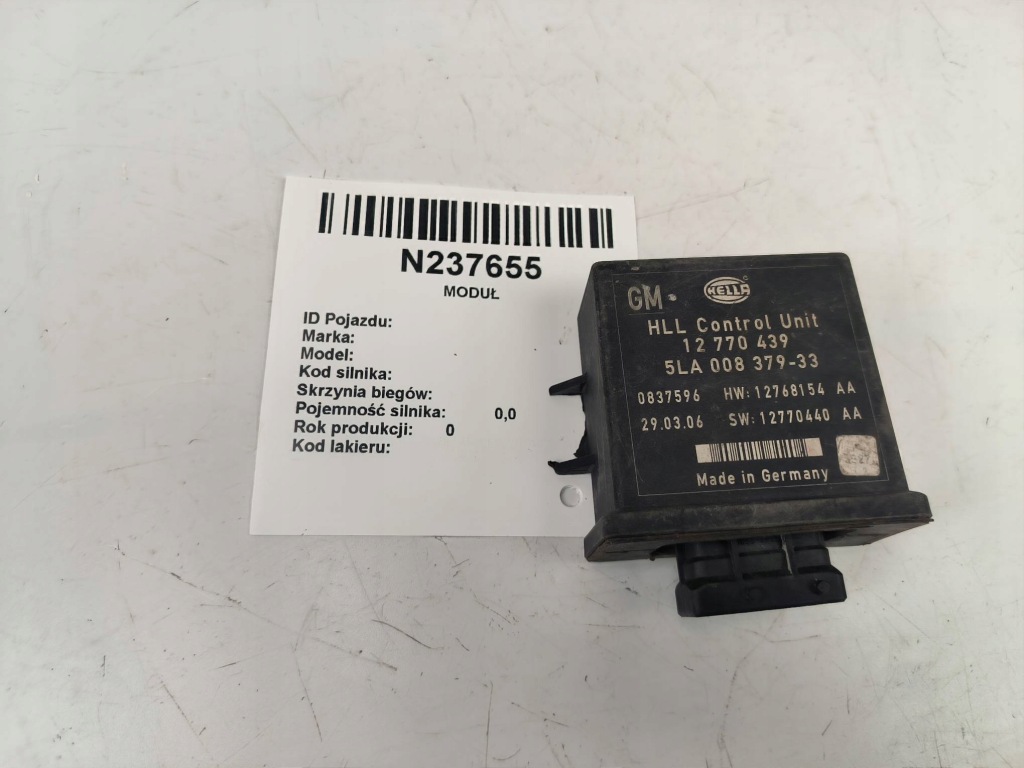 N237655
MODUŁ
ID Pojazdu:
Marka:
Model:
Kod silnika:
Skrzynia biegów:
Pojemność silnika: 0,0
Rok produkcji: 0
Kod lakieru:
GM HELLA
HLL Control Unit
12 770 439
5LA 008 379-33
0837596 HW: 12768154 AA
29.03.06 SW: 12770440 AA
Made in Germany